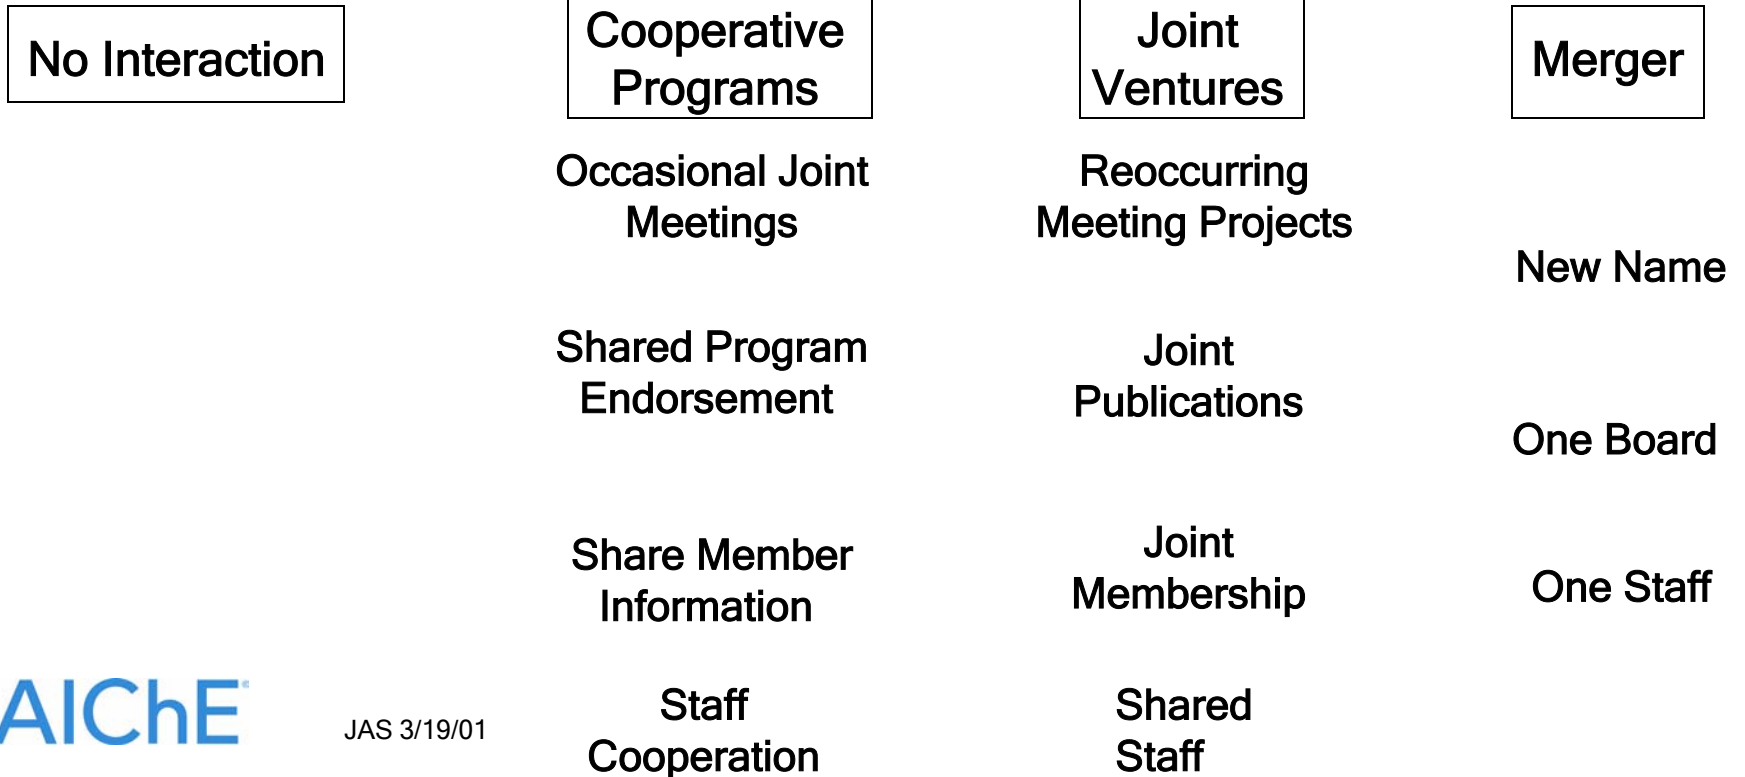 No Interaction
Cooperative
Programs
Joint
Ventures
Merger
Occasional Joint
Meetings
Shared Program
Endorsement
Share Member
Information
Staff
Cooperation
Reoccurring
Meeting Projects
Joint
Publications
Joint
Membership
Shared
Staff
New Name
One Board
One Staff
AIChE
JAS 3/19/01